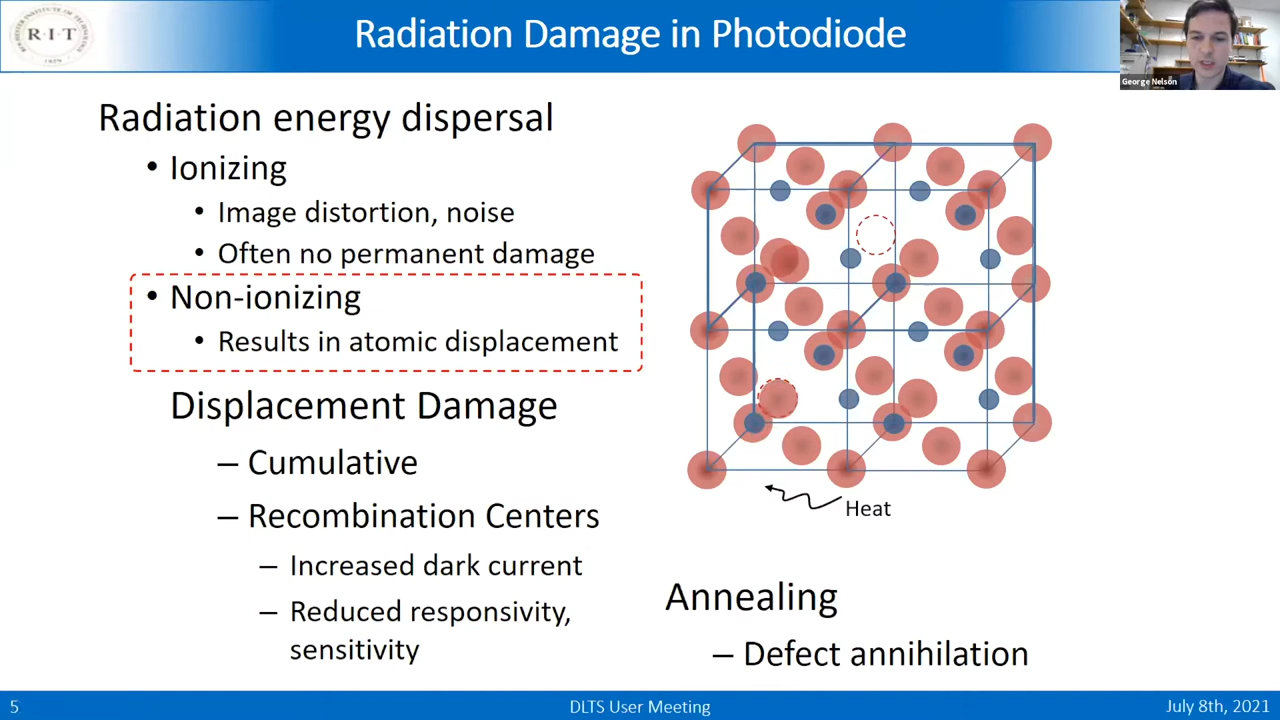 R·I·T
Radiation Damage in Photodiode
George Nelson
Radiation energy dispersal
• Ionizing
• Image distortion, noise
• Often no permanent damage
• Non-ionizing
• Results in atomic displacement
Displacement Damage
– Cumulative
– Recombination Centers
– Increased dark current
– Reduced responsivity,
sensitivity
Heat
Annealing
– Defect annihilation
5
DLTS User Meeting
July 8th, 2021